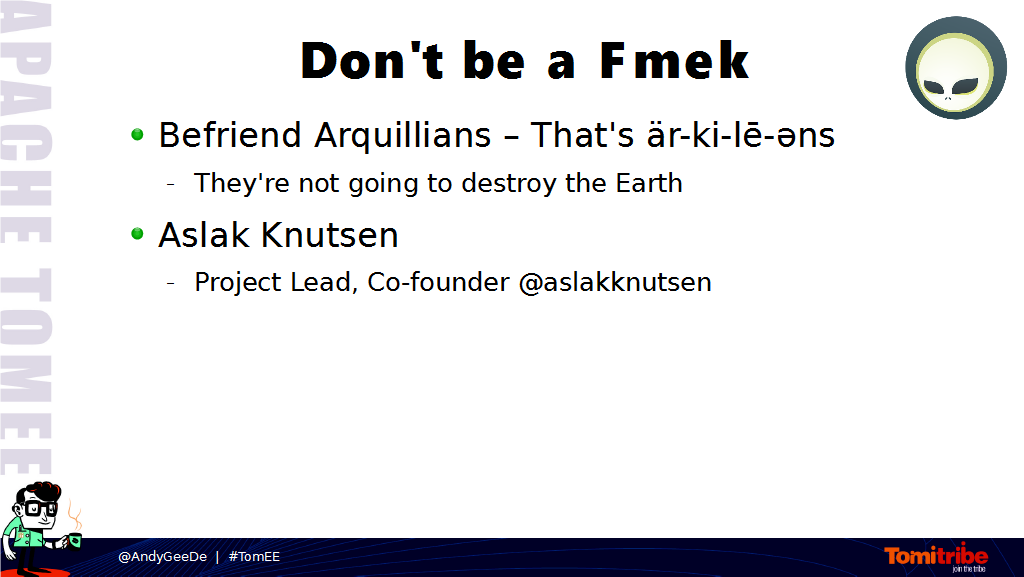 Don't be a Fmek
Befriend Arquillians – That's är-ki-lē-əns
- They're not going to destroy the Earth
Aslak Knutsen
- Project Lead, Co-founder @aslakknutsen
APACHE TOMEE
@AndyGeeDe | #TomEE
Tomitribe
join the tribe